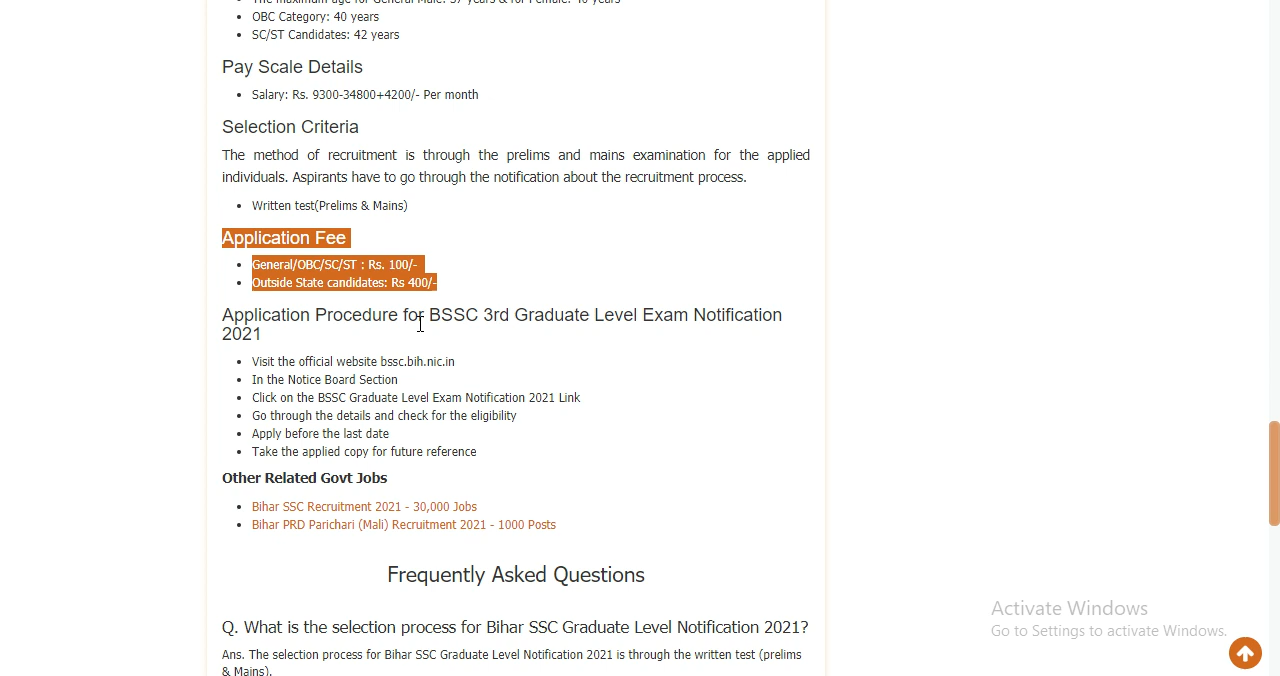 OBC Category: 40 years
SC/ST Candidates: 42 years
Pay Scale Details
Salary: Rs. 9300-34800+4200/- Per month
Selection Criteria
The method of recruitment is through the prelims and mains examination for the applied
individuals. Aspirants have to go through the notification about the recruitment process.
Written test(Prelims & Mains)
Application Fee
General/OBC/SC/ST : Rs. 100/-
Outside State candidates: Rs 400/-
Application Procedure for BSSC 3rd Graduate Level Exam Notification
2021
Visit the official website bssc.bih.nic.in
In the Notice Board Section
Click on the BSSC Graduate Level Exam Notification 2021 Link
Go through the details and check for the eligibility
Apply before the last date
Take the applied copy for future reference
Other Related Govt Jobs
Bihar SSC Recruitment 2021 - 30,000 Jobs
Bihar PRD Parichari (Mali) Recruitment 2021 - 1000 Posts
Frequently Asked Questions
Q. What is the selection process for Bihar SSC Graduate Level Notification 2021?
Ans. The selection process for Bihar SSC Graduate Level Notification 2021 is through the written test (prelims
& Mains).
Activate Windows
Go to Settings to activate Windows.